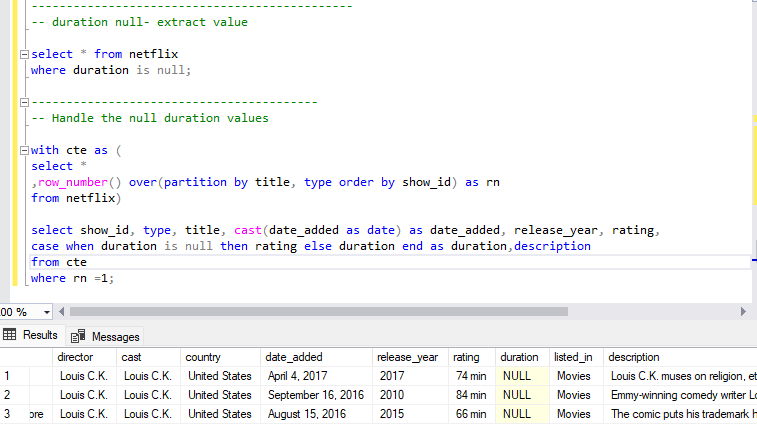 --------------------------------------------
-- duration null- extract value
select * from netflix
where duration is null;
---------------------------------------
-- Handle the null duration values
with cte as (
select *
,row_number() over(partition by title, type order by show_id) as rn
from netflix)
select show_id, type, title, cast(date_added as date) as date_added, release_year, rating,
case when duration is null then rating else duration end as duration,description
from cte
where rn =1;
00 %
Results Messages
director cast country date_added release_year rating duration listed_in description
1 Louis C.K. Louis C.K. United States April 4, 2017 2017 74 min NULL Movies Louis C.K. muses on religion, et
2 Louis C.K. Louis C.K. United States September 16, 2016 2010 84 min NULL Movies Emmy-winning comedy writer Lo
3 ore Louis C.K. Louis C.K. United States August 15, 2016 2015 66 min NULL Movies The comic puts his trademark h